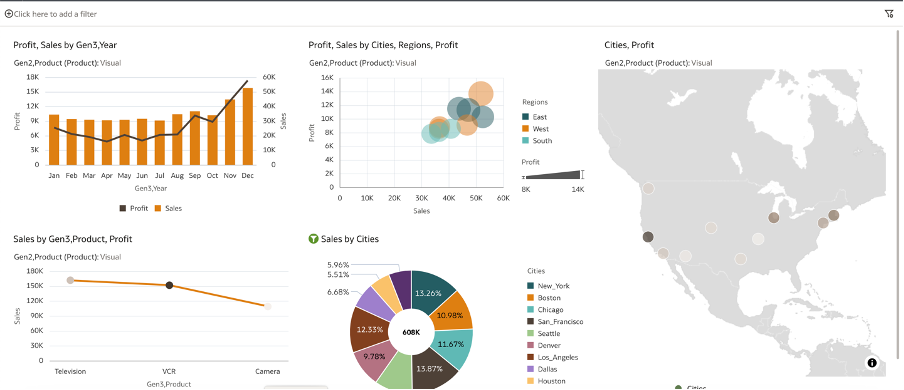 Click here to add a filter
Profit, Sales by Gen3,Year
Gen2,Product (Product): Visual
18K
15K
12K
9K
6K
3K
0
60K
50K
40K
30K
20K
10K
0
Profit
Sales
Jan Feb Mar Apr May Jun Jul Aug Sep Oct Nov Dec
Gen3,Year
Profit Sales
Profit, Sales by Cities, Regions, Profit
Gen2,Product (Product): Visual
16K
14K
12K
10K
8K
6K
4K
2K
0
Profit
0 10K 20K 30K 40K 50K 60K
Sales
Regions
East
West
South
Profit
8K 14K
Cities, Profit
Gen2,Product (Product): Visual
Sales by Gen3,Product, Profit
Gen2,Product (Product): Visual
180K
150K
120K
90K
60K
30K
0
Sales
Television VCR Camera
Gen3,Product
Sales by Cities
5.96%
5.51%
6.68%
12.33%
9.78%
13.26%
10.98%
11.67%
13.87%
608K
Cities
New_York
Boston
Chicago
San_Francisco
Seattle
Denver
Los_Angeles
Dallas
Houston
Cities